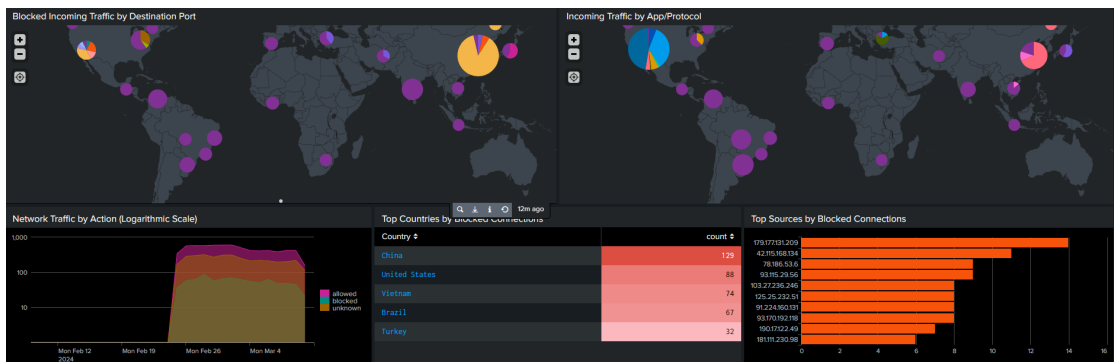 Blocked Incoming Traffic by Destination Port
Incoming Traffic by App/Protocol
12m ago
Network Traffic by Action (Logarithmic Scale)
1,000
100
10
Mon Feb 12
2024
Mon Feb 19
Mon Feb 26
Mon Mar 4
allowed
blocked
unknown
Top Countries by Blocked Connections
Country
count
China
129
United States
88
Vietnam
74
Brazil
67
Turkey
32
Top Sources by Blocked Connections
179.177.131.209
42.115.168.134
78.186.53.6
93.115.29.56
103.27.236.246
125.25.232.51
91.224.160.131
93.170.192.118
190.17.122.49
181.111.230.98
0
2
4
6
8
10
12
14
16